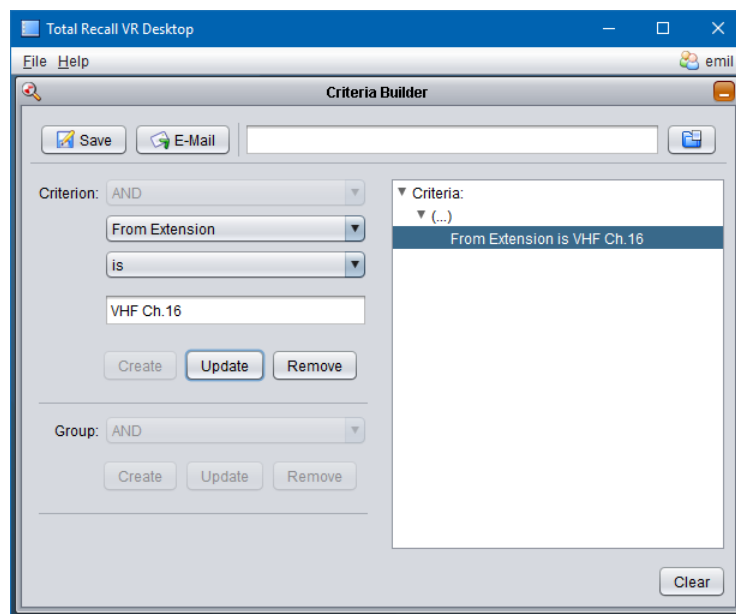 Total Recall VR Desktop
File Help emil
Criteria Builder
Save E-Mail
Criterion: AND
From Extension
is
VHF Ch.16
Create Update Remove
Group: AND
Create Update Remove
Criteria:
(...)
From Extension is VHF Ch.16
Clear